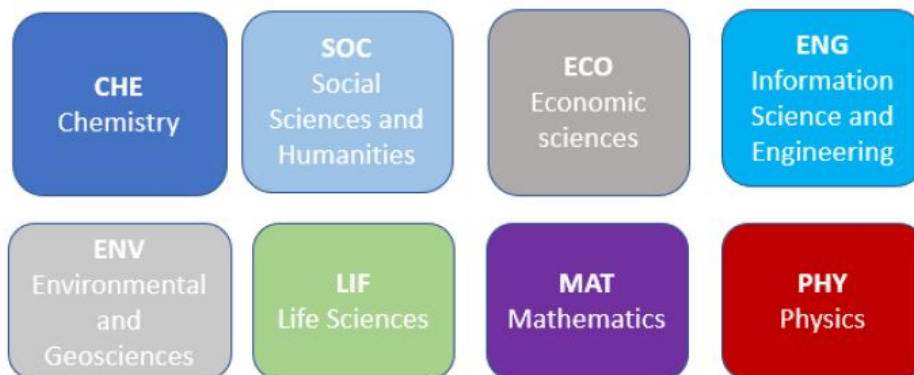 CHE
Chemistry
SOC
Social
Sciences and
Humanities
ECO
Economic
sciences
ENG
Information
Science and
Engineering
ENV
Environmental
and
Geosciences
LIF
Life Sciences
MAT
Mathematics
PHY
Physics